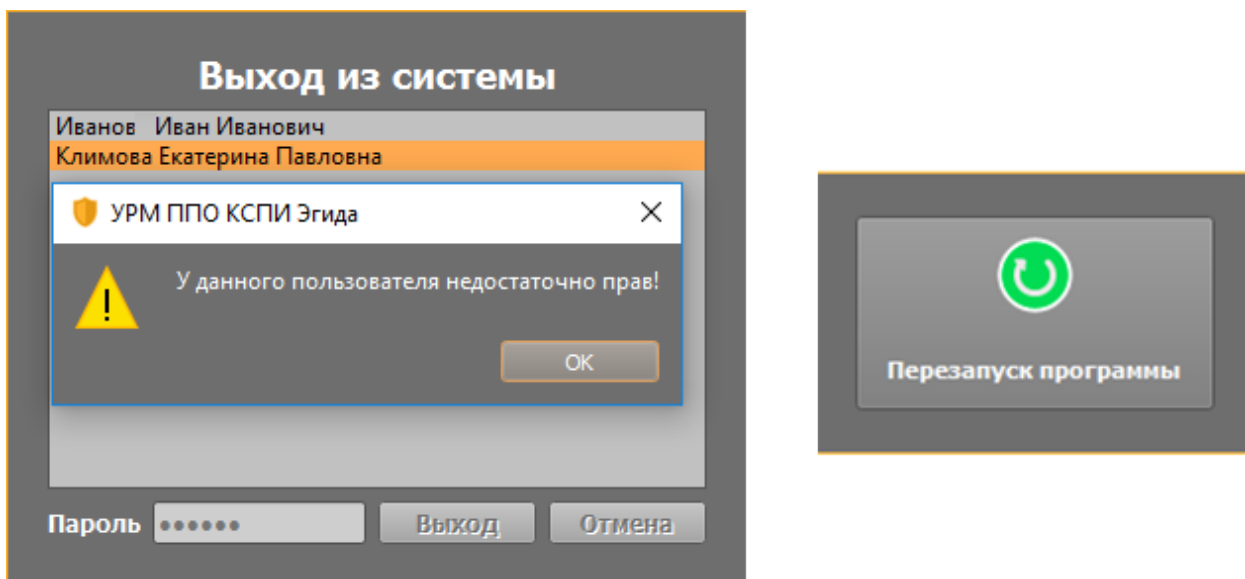 Выход из системы
Иванов Иван Иванович
Климова Екатерина Павловна
УРМ ППО КСПИ Эгида
У данного пользователя недостаточно прав!
OK
Пароль •••••• Выход Отмена
Перезапуск программы